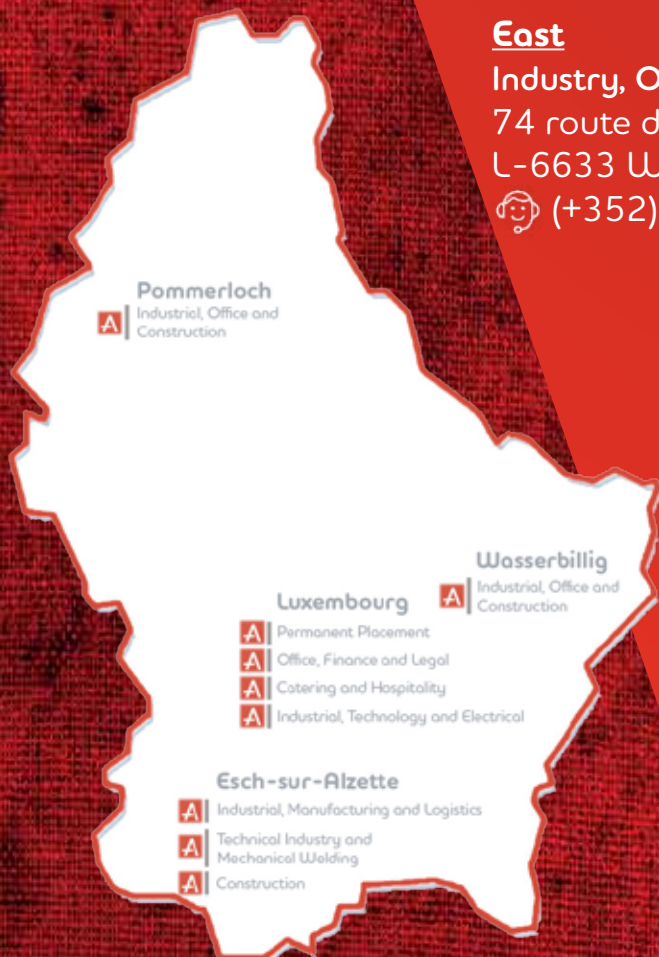 East
Industry, O
74 route d
L-6633 W
(+352)
Pommerloch
A
Industrial, Office and
Construction
Wasserbillig
A
Industrial, Office and
Construction
Luxembourg
A Permanent Placement
A Office, Finance and Legal
A Catering and Hospitality
A Industrial, Technology and Electrical
Esch-sur-Alzette
A Industrial, Manufacturing and Logistics
A Technical Industry and
Mechanical Welding
A Construction